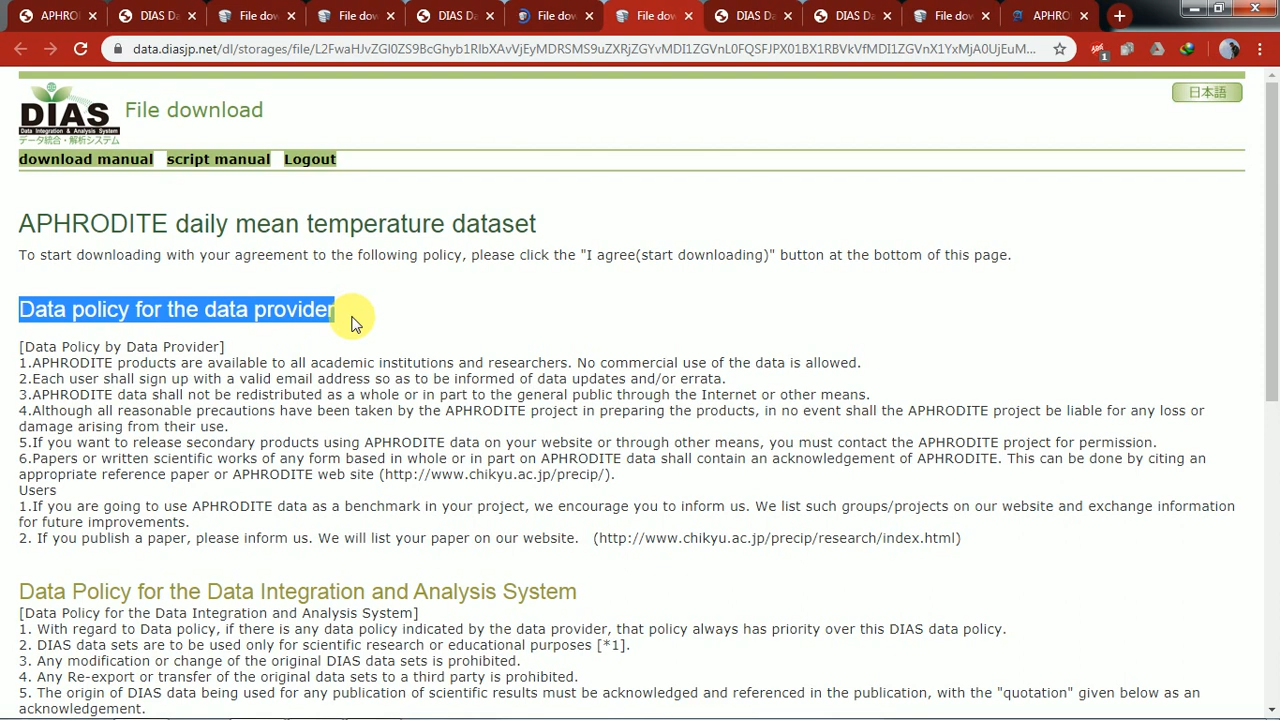 APHRO
DIAS Da
File dow
File dow
DIAS Da
File dow
File dow
DIAS Da
DIAS Da
File dow
APHRO
data.diasjp.net/dl/storages/file/
1
DIAS
Data Integration & Analysis System
データ統合・解析システム
File download
日本語
download manual script manual Logout
APHRODITE daily mean temperature dataset
To start downloading with your agreement to the following policy, please click the "I agree(start downloading)" button at the bottom of this page.
Data policy for the data provider
[Data Policy by Data Provider]
1.APHRODITE products are available to all academic institutions and researchers. No commercial use of the data is allowed.
2.Each user shall sign up with a valid email address so as to be informed of data updates and/or errata.
3.APHRODITE data shall not be redistributed as a whole or in part to the general public through the Internet or other means.
4.Although all reasonable precautions have been taken by the APHRODITE project in preparing the products, in no event shall the APHRODITE project be liable for any loss or
damage arising from their use.
5.If you want to release secondary products using APHRODITE data on your website or through other means, you must contact the APHRODITE project for permission.
6.Papers or written scientific works of any form based in whole or in part on APHRODITE data shall contain an acknowledgement of APHRODITE. This can be done by citing an
appropriate reference paper or APHRODITE web site (http://www.chikyu.ac.jp/precip/).
Users
1.If you are going to use APHRODITE data as a benchmark in your project, we encourage you to inform us. We list such groups/projects on our website and exchange information
for future improvements.
2. If you publish a paper, please inform us. We will list your paper on our website. (http://www.chikyu.ac.jp/precip/research/index.html)
Data Policy for the Data Integration and Analysis System
[Data Policy for the Data Integration and Analysis System]
1. With regard to Data policy, if there is any data policy indicated by the data provider, that policy always has priority over this DIAS data policy.
2. DIAS data sets are to be used only for scientific research or educational purposes [*1].
3. Any modification or change of the original DIAS data sets is prohibited.
4. Any Re-export or transfer of the original data sets to a third party is prohibited.
5. The origin of DIAS data being used for any publication of scientific results must be acknowledged and referenced in the publication, with the "quotation" given below as an
acknowledgement.